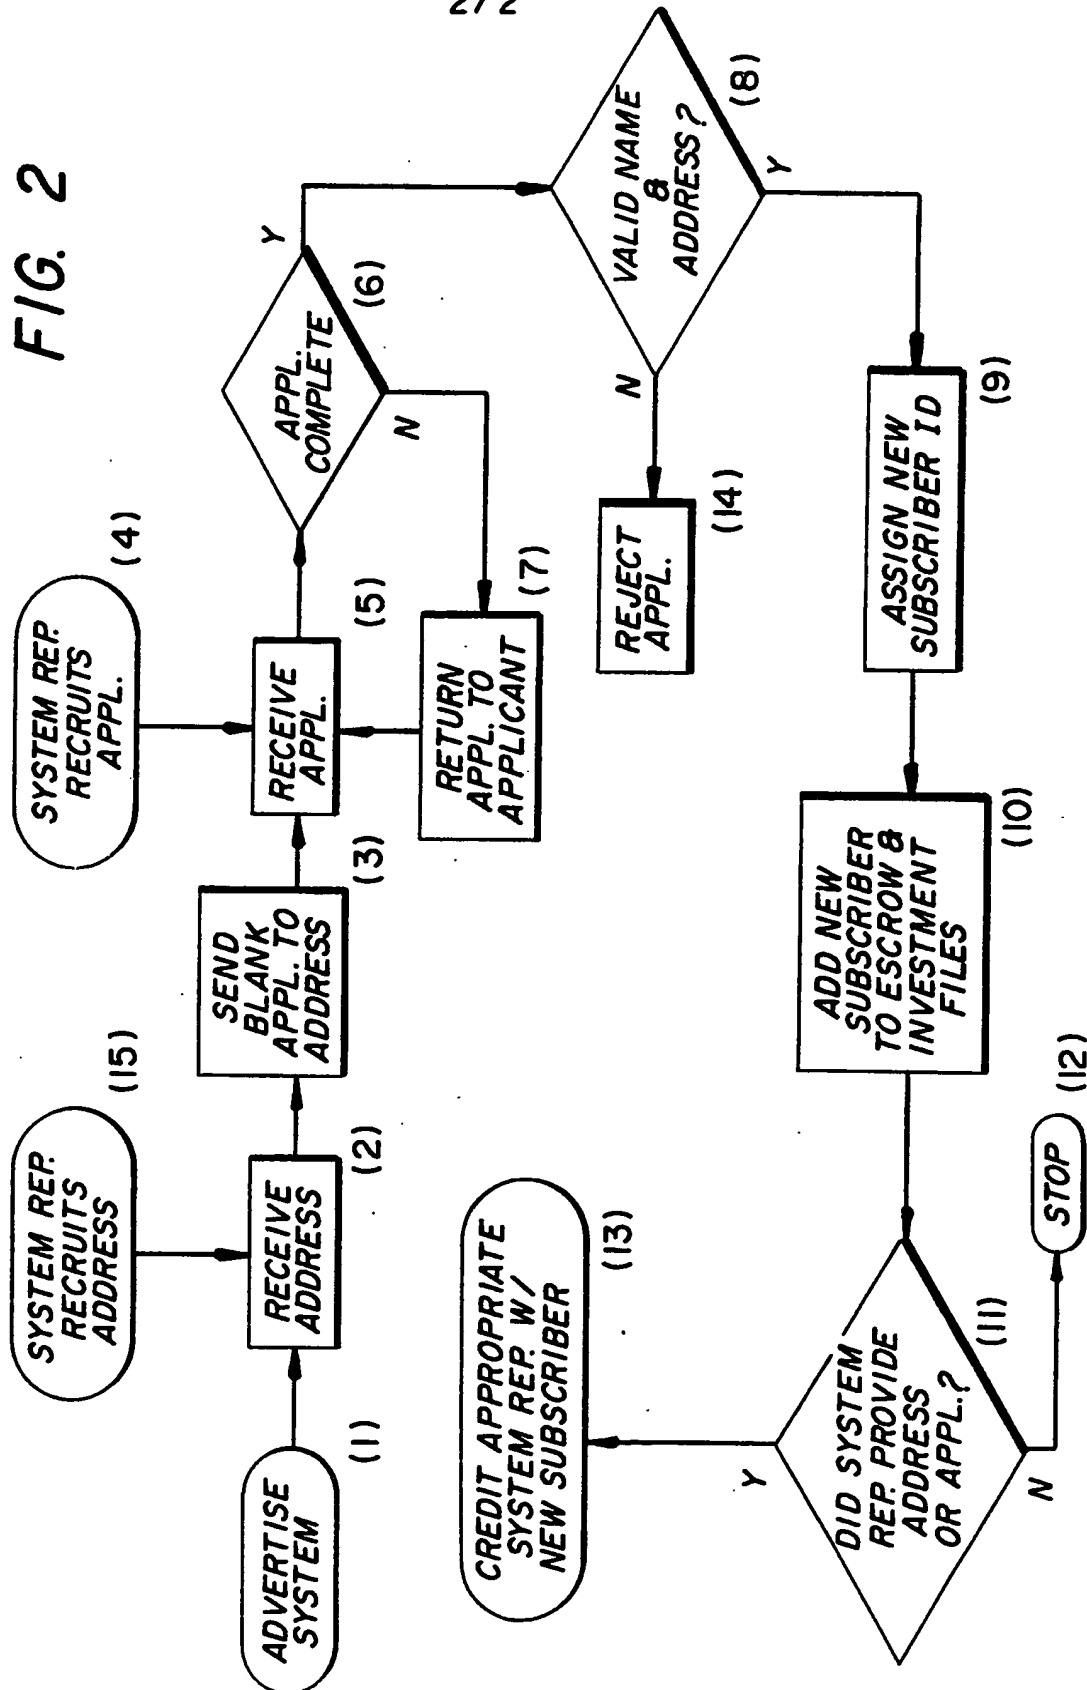 2/2
FIG. 2
SYSTEM REP.
RECRUITS
ADDRESS
(15)
SYSTEM REP.
RECRUITS
APPL.
(4)
ADVERTISE
SYSTEM
(1)
RECEIVE
ADDRESS
(2)
SEND
BLANK
APPL. TO
ADDRESS
(3)
RECEIVE
APPL.
(5)
APPL.
COMPLETE
(6)
Y
N
RETURN
APPL. TO
APPLICANT
(7)
VALID NAME
&
ADDRESS?
(8)
N
Y
REJECT
APPL.
(14)
ASSIGN NEW
SUBSCRIBER ID
(9)
ADD NEW
SUBSCRIBER
TO ESCROW &
INVESTMENT
FILES
(10)
DID SYSTEM
REP. PROVIDE
ADDRESS
OR APPL.?
(11)
Y
N
CREDIT APPROPRIATE
SYSTEM REP. W/
NEW SUBSCRIBER
(13)
STOP
(12)